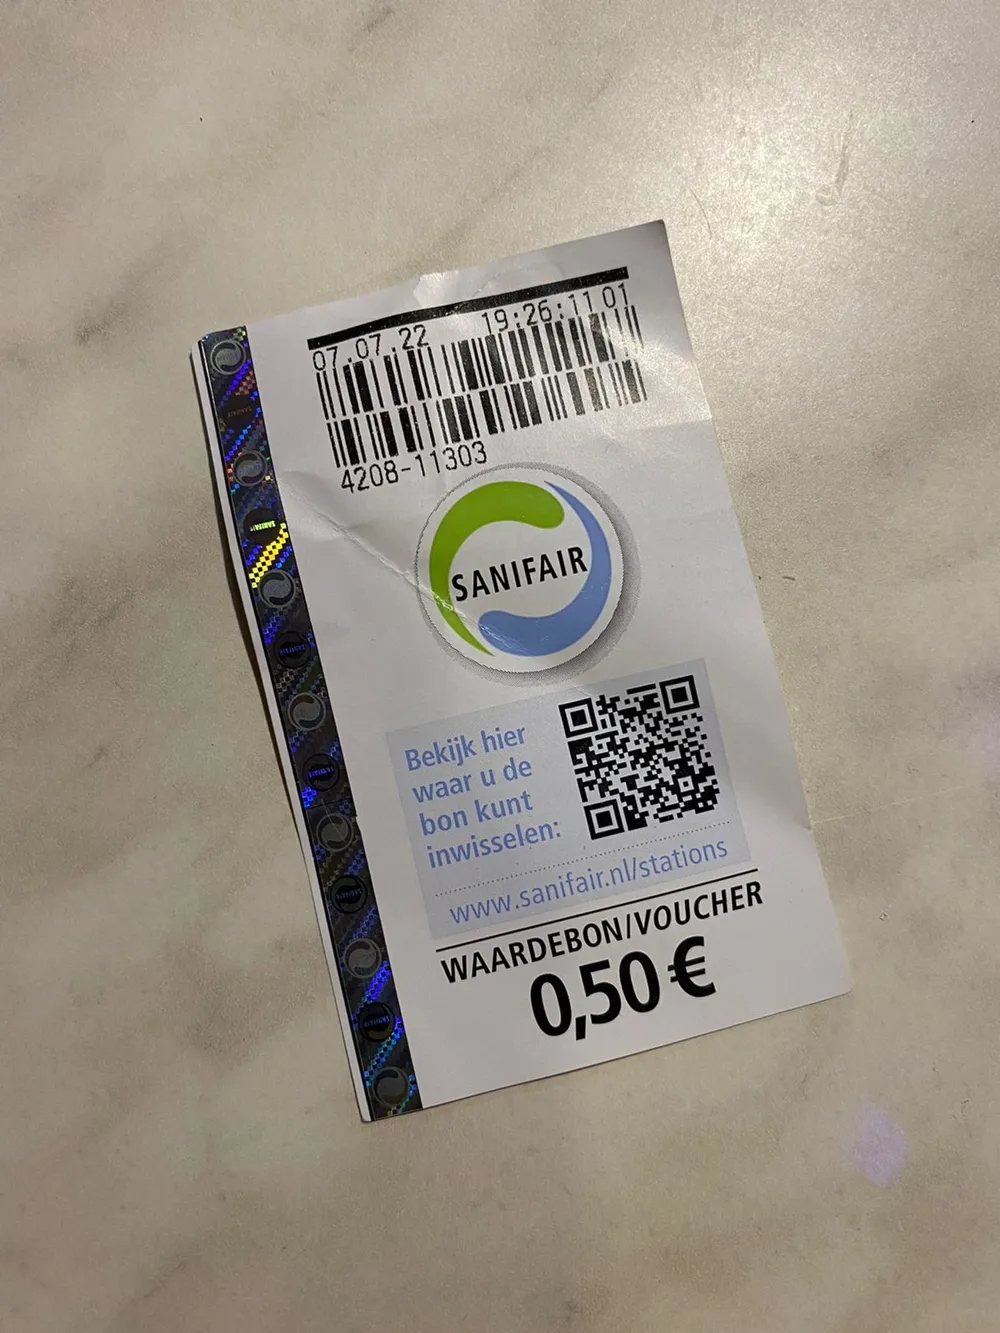 07.07.22 19:26:11 01
4208-11303
SANIFAIR
Bekijk hier
waar u de
bon kunt
inwisselen:
www.sanifair.nl/stations
WAARDEBON/VOUCHER
0,50 €